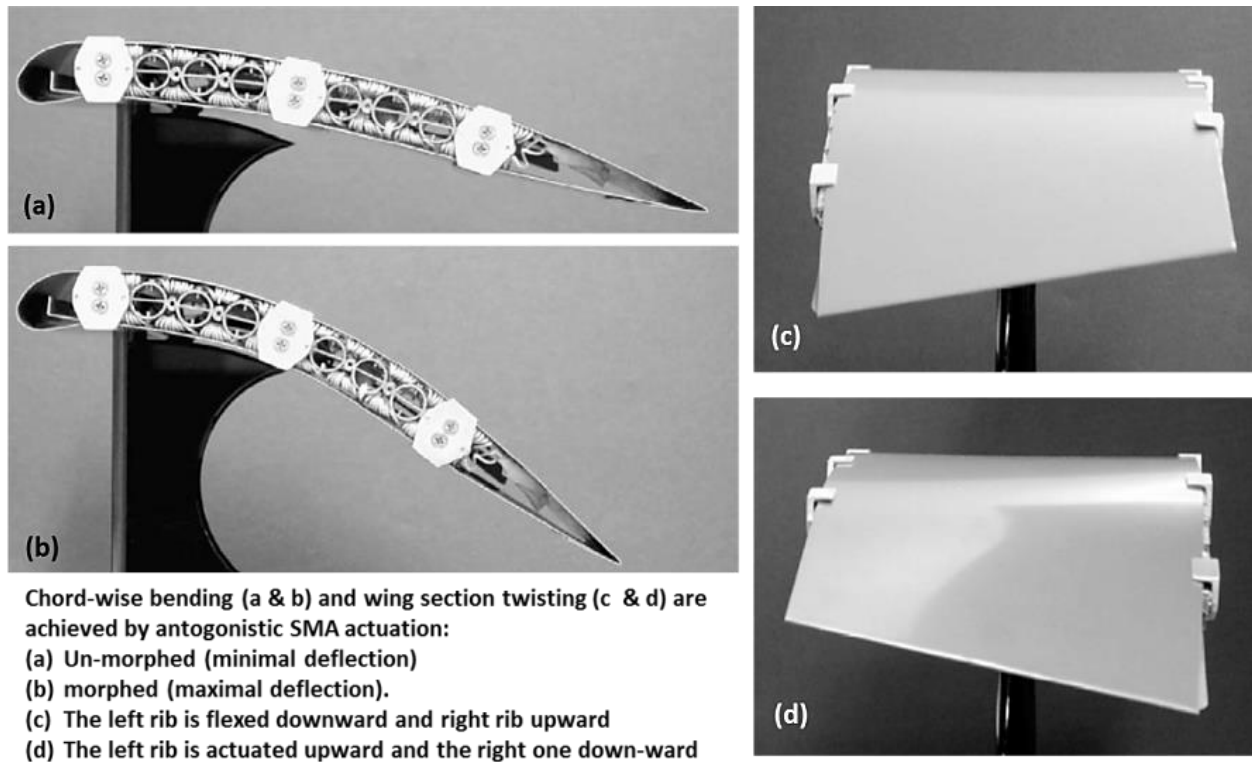 (a)
(b)
(c)
(d)
Chord-wise bending (a & b) and wing section twisting (c & d) are
achieved by antogonistic SMA actuation:
(a) Un-morphed (minimal deflection)
(b) morphed (maximal deflection).
(c) The left rib is flexed downward and right rib upward
(d) The left rib is actuated upward and the right one down-ward